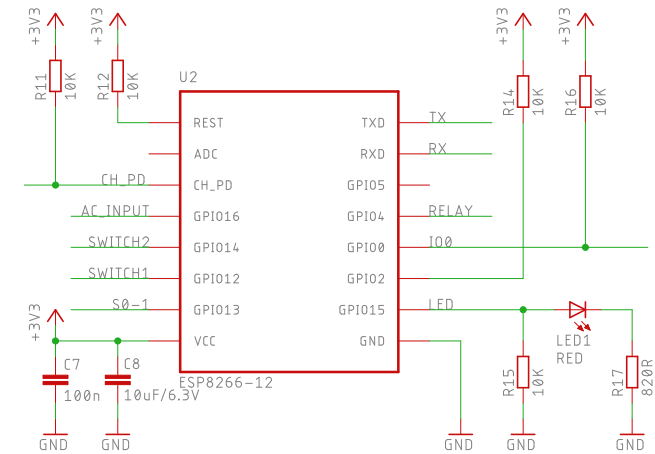 +3V3
+3V3
+3V3
+3V3
R11
10K
R12
10K
U2
R14
10K
R16
10K
REST
TXD
TX
ADC
RXD
RX
CH_PD
CH_PD
GPIO5
AC_INPUT
GPIO16
GPIO4
RELAY
SWITCH2
GPIO14
GPIO0
IO0
SWITCH1
GPIO12
GPIO2
S0-1
GPIO13
GPIO15
LED
+3V3
VCC
GND
LED1
RED
C7
100n
C8
10uF/6.3V
ESP8266-12
R15
10K
R17
820R
GND
GND
GND
GND
GND